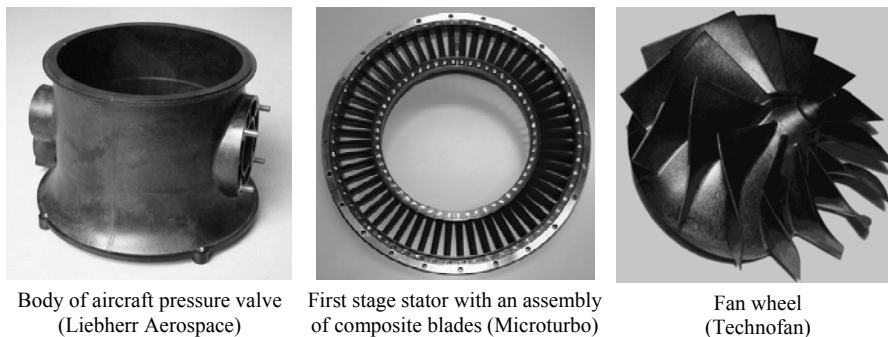 Body of aircraft pressure valve
(Liebherr Aerospace)
First stage stator with an assembly
of composite blades (Microturbo)
Fan wheel
(Technofan)